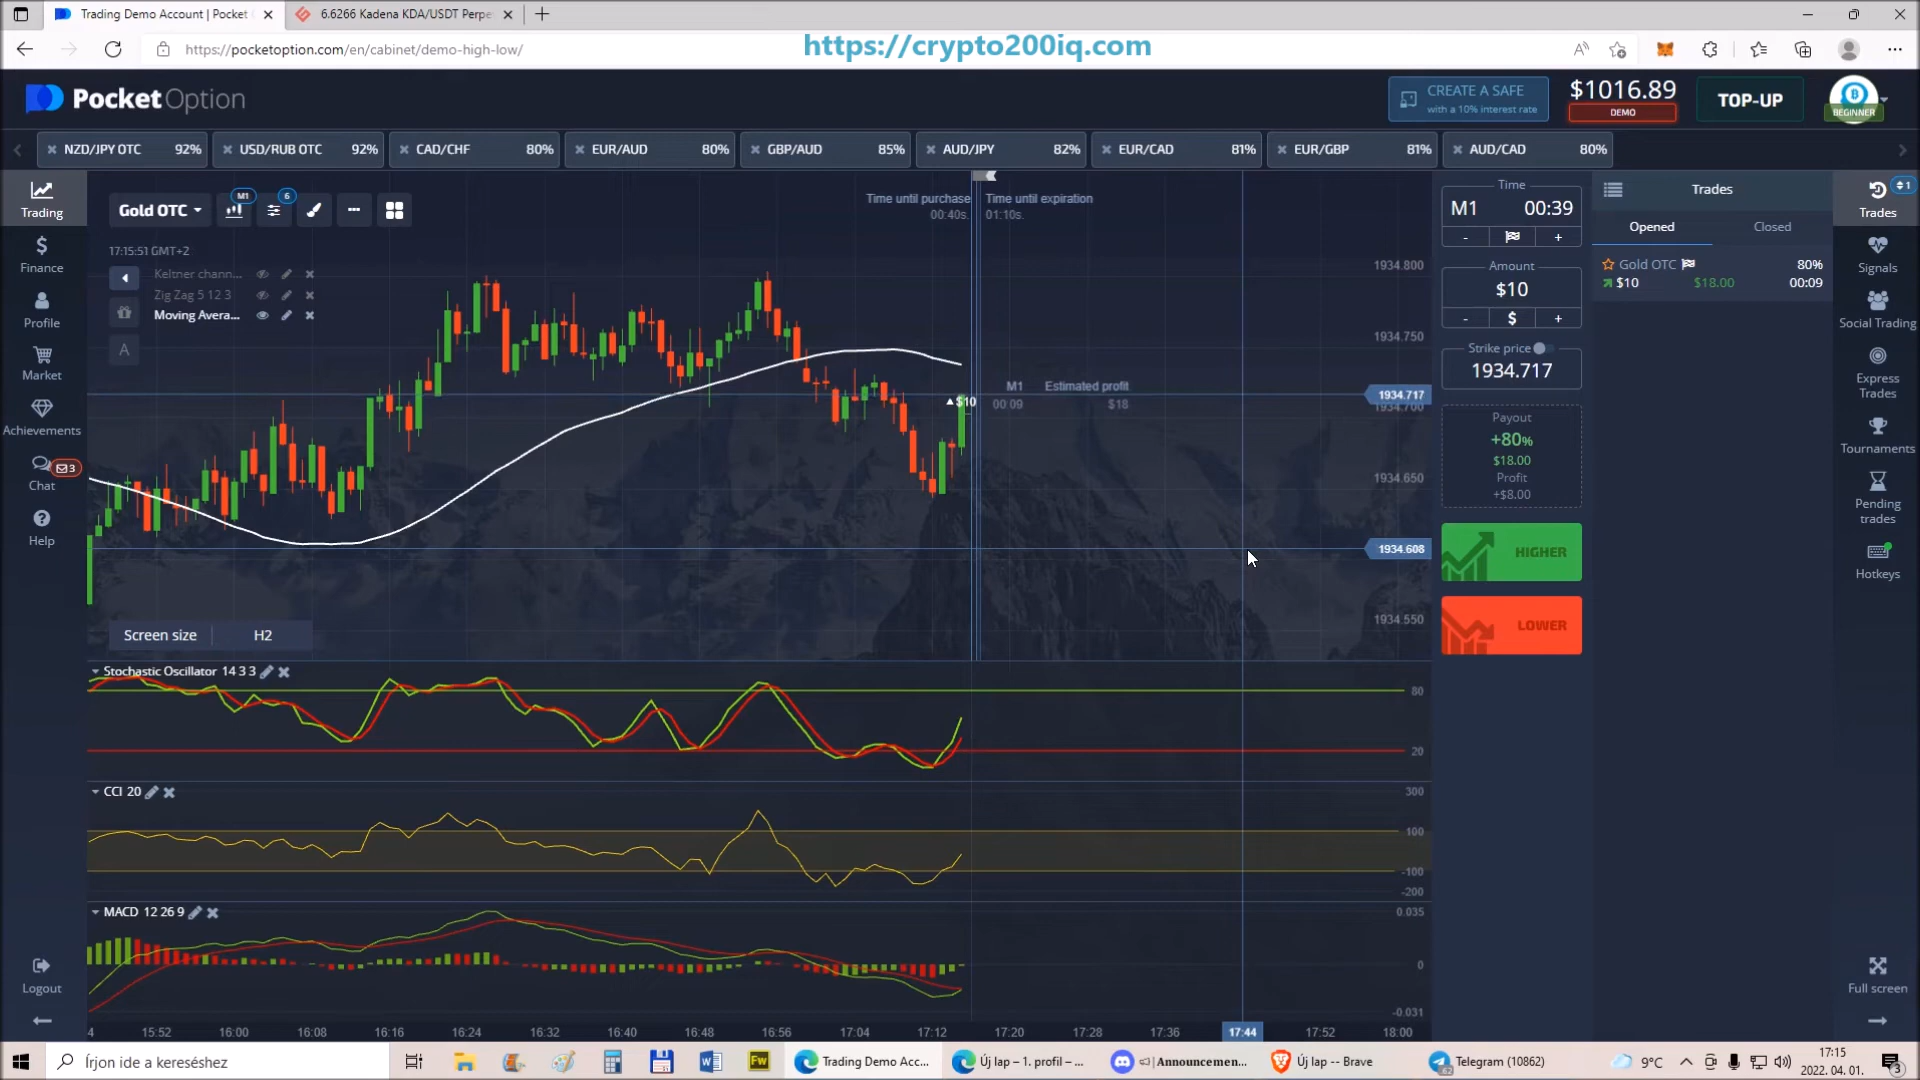 Trading Demo Account | Pocket
6.6266 Kadena KDA/USDT Perpe
https://pocketoption.com/en/cabinet/demo-high-low/
https://crypto200iq.com
PocketOption
CREATE A SAFE
with a 10% interest rate
$1016.89
DEMO
TOP-UP
BEGINNER
NZD/JPY OTC 92%
USD/RUB OTC 92%
CAD/CHF 80%
EUR/AUD 80%
GBP/AUD 85%
AUD/JPY 82%
EUR/CAD 81%
EUR/GBP 81%
AUD/CAD 80%
Trading
Finance
Profile
Market
Achievements
3
Chat
Help
Logout
Gold OTC
M1
6
17:15:51 GMT+2
Keltner chann...
Zig Zag 5 12 3
Moving Avera...
A
Time until purchase
00:40s.
Time until expiration
01:10s.
M1 Estimated profit
00:09 $18
$10
1934.800
1934.750
1934.717
1934.700
1934.650
1934.608
1934.550
Screen size H2
Stochastic Oscillator 14 3 3
80
20
CCI 20
300
100
-100
-200
MACD 12 26 9
0.035
0
-0.031
4 15:52 16:00 16:08 16:16 16:24 16:32 16:40 16:48 16:56 17:04 17:12 17:20 17:28 17:36 17:44 17:52 18:00
Time
M1 00:39
- +
Amount
$10
- $ +
Strike price
1934.717
Payout
+80%
$18.00
Profit
+$8.00
HIGHER
LOWER
Trades
Opened Closed
Gold OTC 80%
$10 $18.00 00:09
1
Trades
Signals
Social Trading
Express
Trades
Tournaments
Pending
trades
Hotkeys
Full screen
Írjon ide a kereséshez
W
Fw
Trading Demo Acc...
Új lap – 1. profil – ...
| Announcemen...
Új lap -- Brave
Telegram (10862)
9°C
17:15
2022. 04. 01.
3